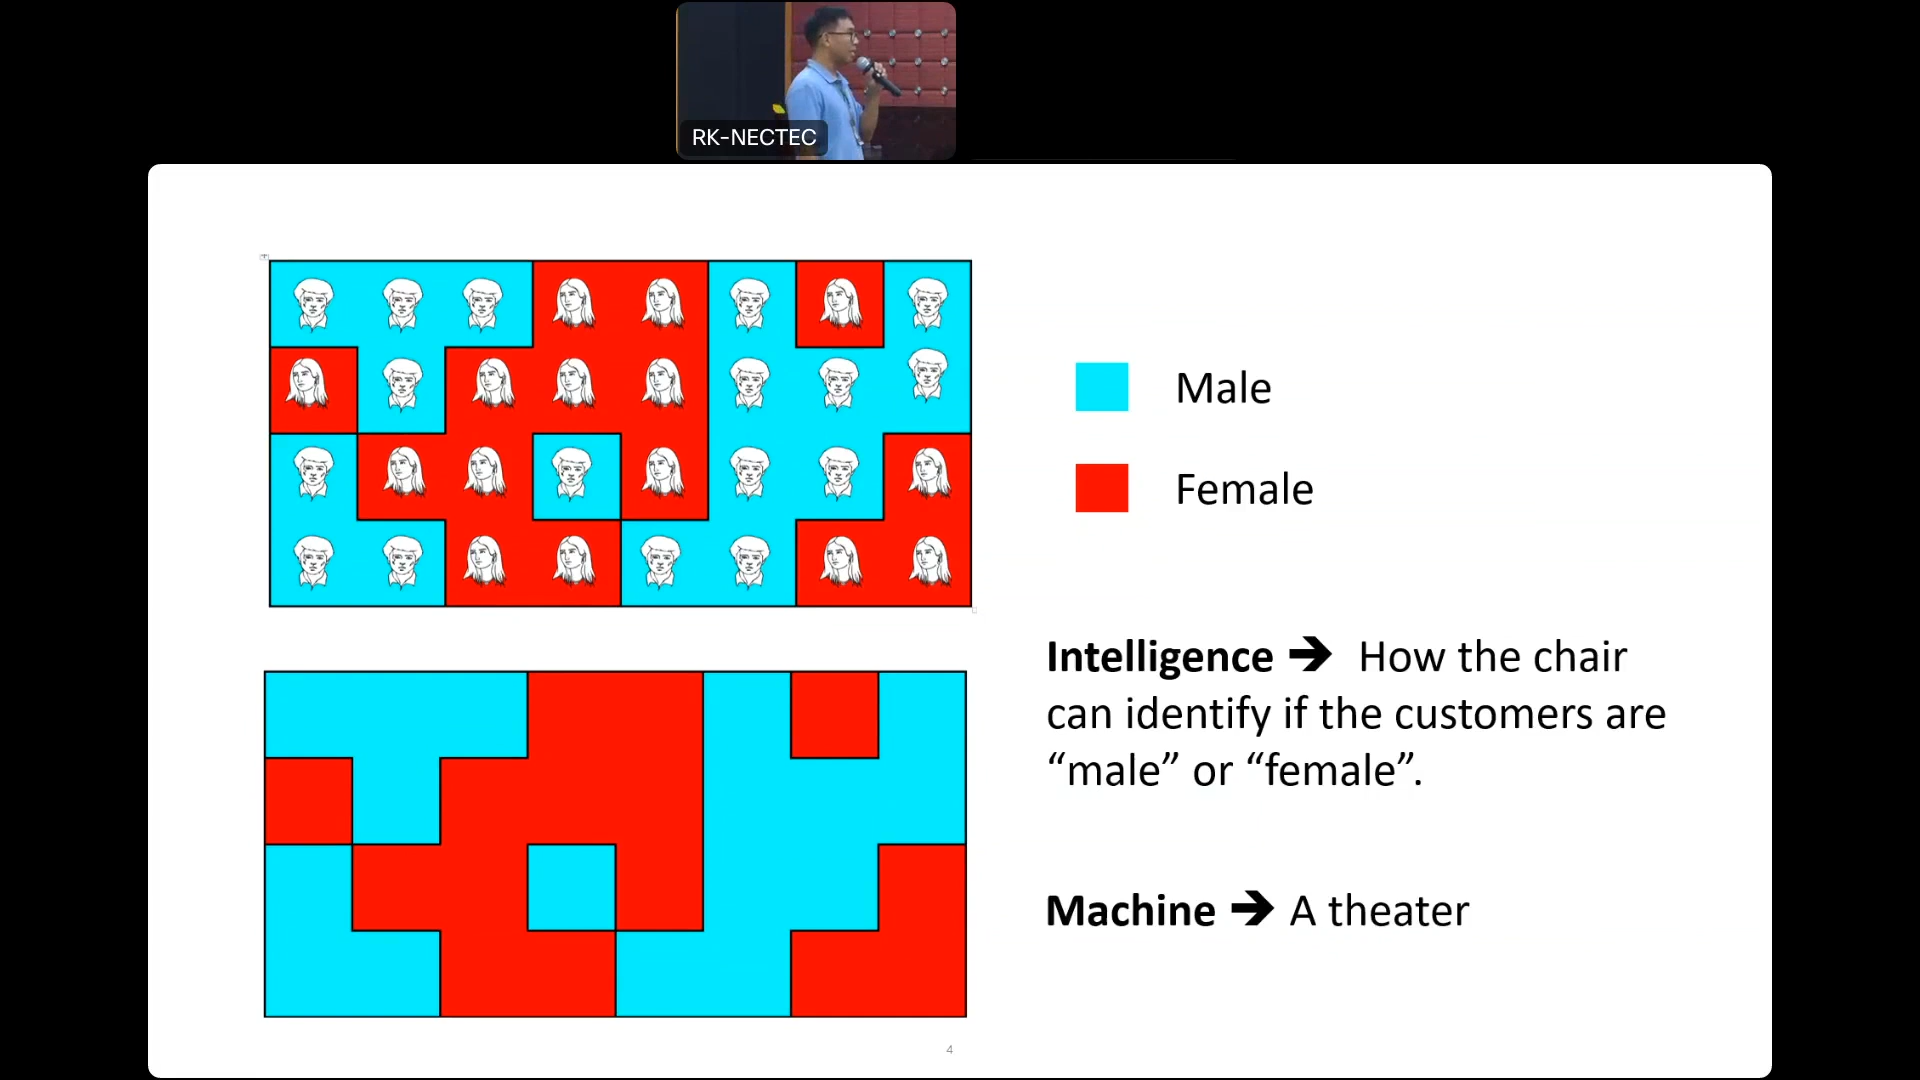 RK-NECTEC
Male
Female
Intelligence 🡪 How the chair
can identify if the customers are
“male” or “female”.
Machine 🡪 A theater
4